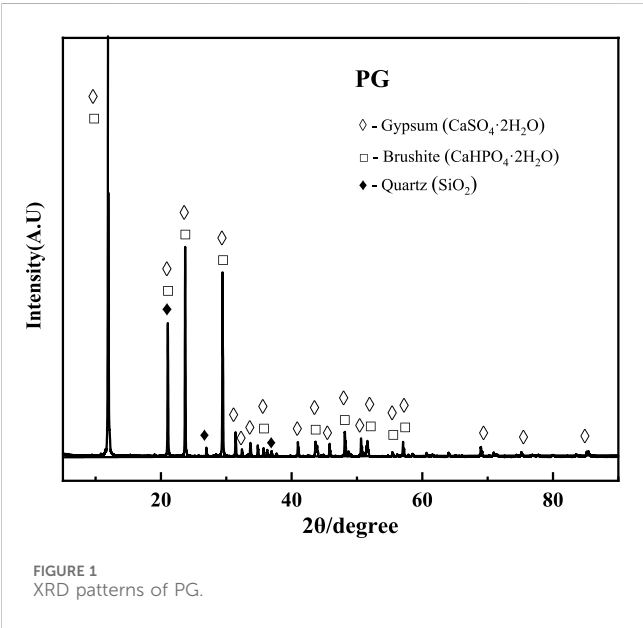 PG
◊ - Gypsum (CaSO₄·2H₂O)
□ - Brushite (CaHPO₄·2H₂O)
♦ - Quartz (SiO₂)
Intensity(A.U)
20 40 60 80
2θ/degree
FIGURE 1
XRD patterns of PG.